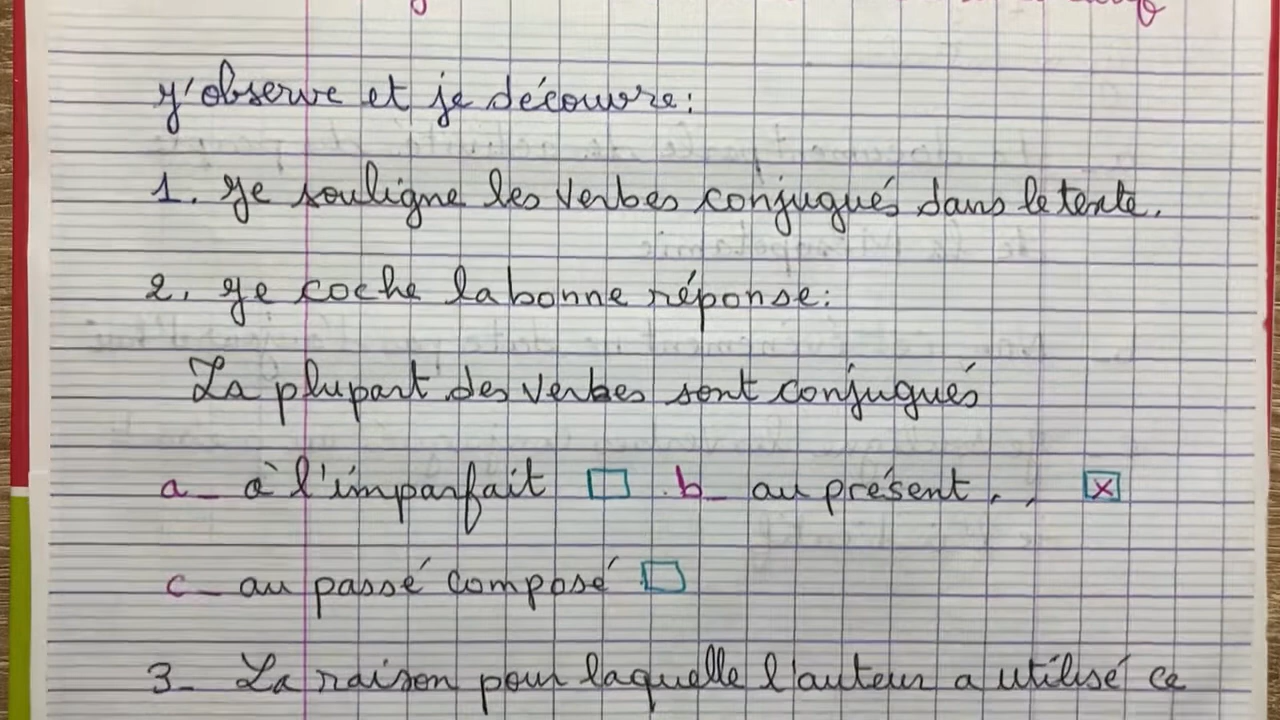 J'observe et je découvre:
1. Je souligne les verbes conjugués dans le texte.
2. Je coche la bonne réponse:
La plupart des verbes sont conjugués
a_ à l'imparfait b_ au présent..
c_ au passé composé
3_ La raison pour laquelle l'auteur a utilisé ce